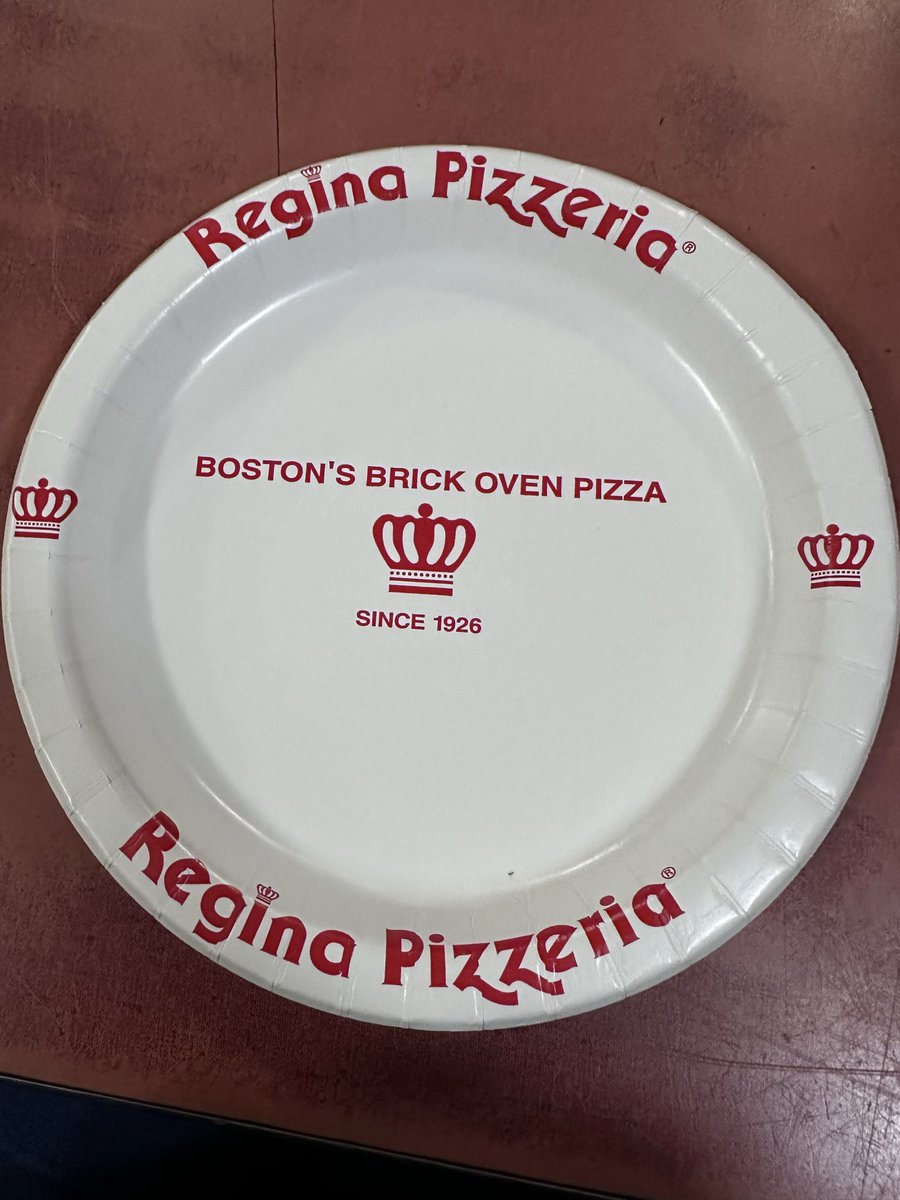 Regina Pizzeria®
BOSTON'S BRICK OVEN PIZZA
SINCE 1926
Regina Pizzeria®